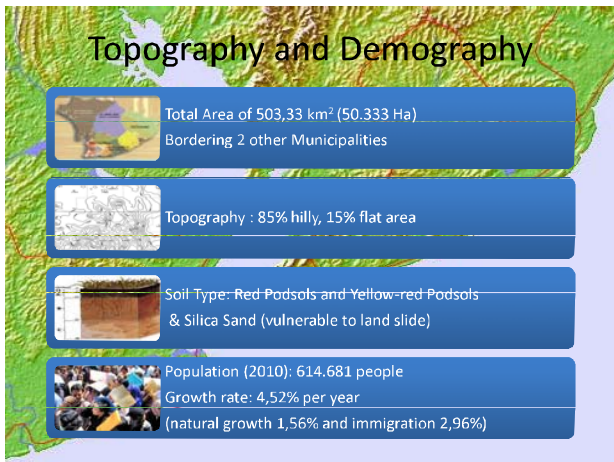 Topography and Demography
Total Area of 503,33 km² (50.333 Ha)
Bordering 2 other Municipalities
Topography : 85% hilly, 15% flat area
Soil Type: Red Podsols and Yellow-red Podsols
& Silica Sand (vulnerable to land slide)
Population (2010): 614.681 people
Growth rate: 4,52% per year
(natural growth 1,56% and immigration 2,96%)